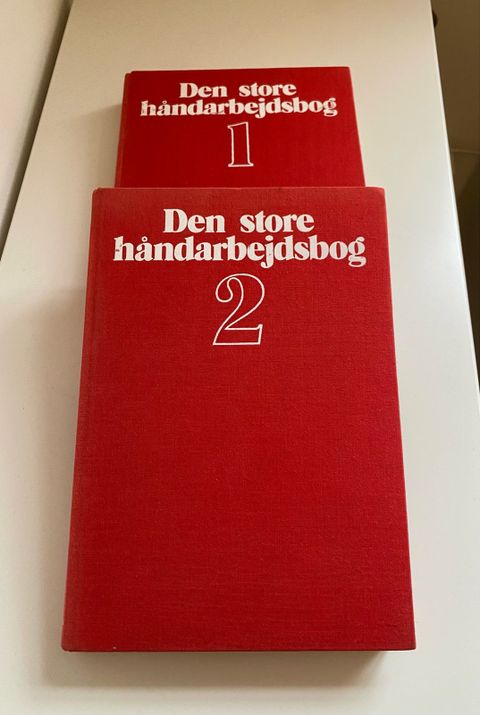 Den store
håndarbejdsbog
1
Den store
håndarbejdsbog
2